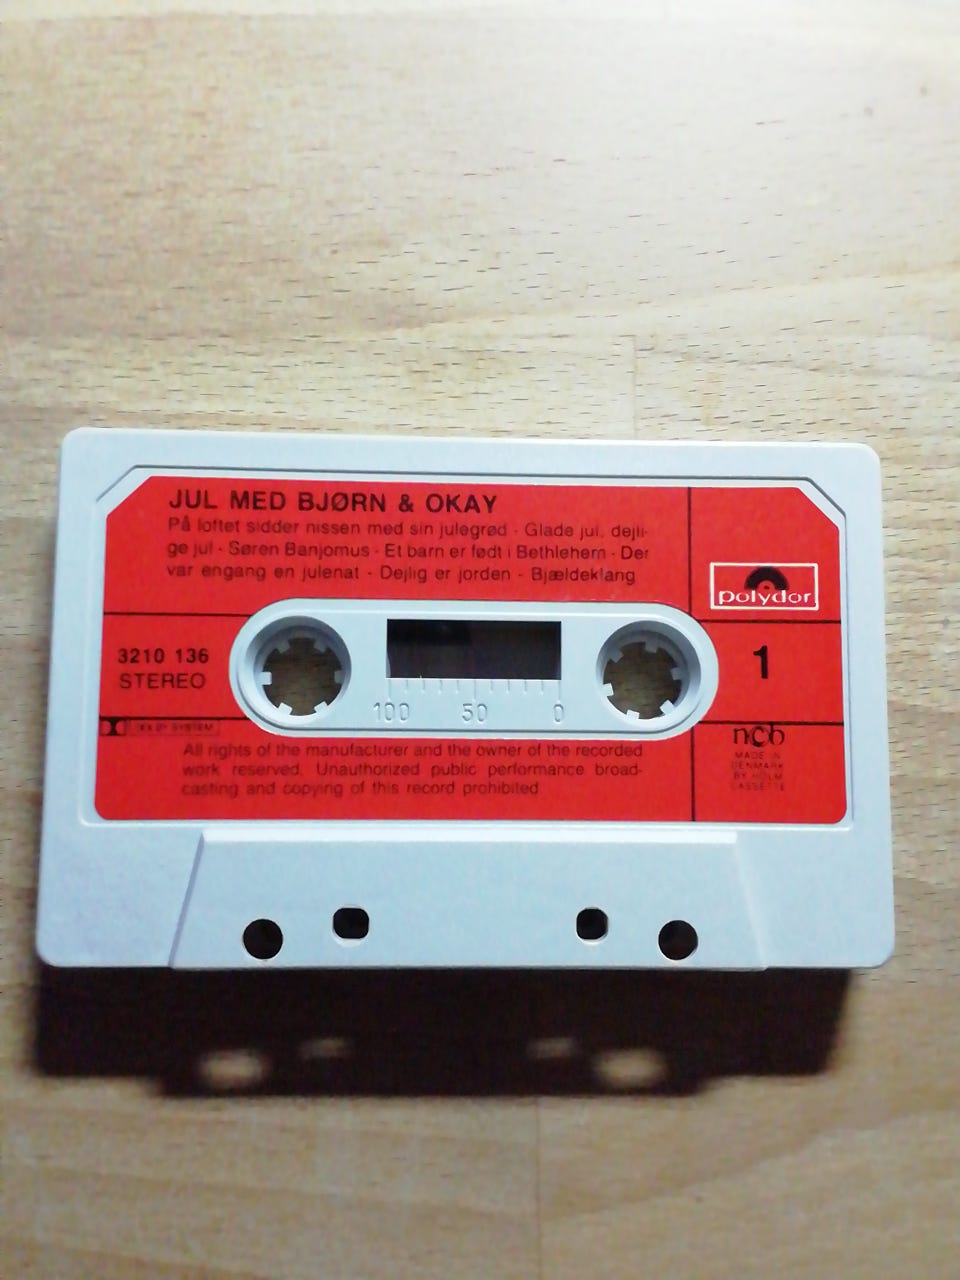 JUL MED BJØRN & OKAY
På loftet sidder nissen med sin julegrød - Glade jul, dejli-
ge jul - Søren Banjomus - Et barn er født i Bethlehem - Der
var engang en julenat - Dejlig er jorden - Bjældeklang
polydor
3210 136
STEREO
1
100 50 0
DOLBY SYSTEM
All rights of the manufacturer and the owner of the recorded
work reserved. Unauthorized public performance broad-
casting and copying of this record prohibited
ncb
MADE IN
DENMARK
BY HOLM
CASSETTE